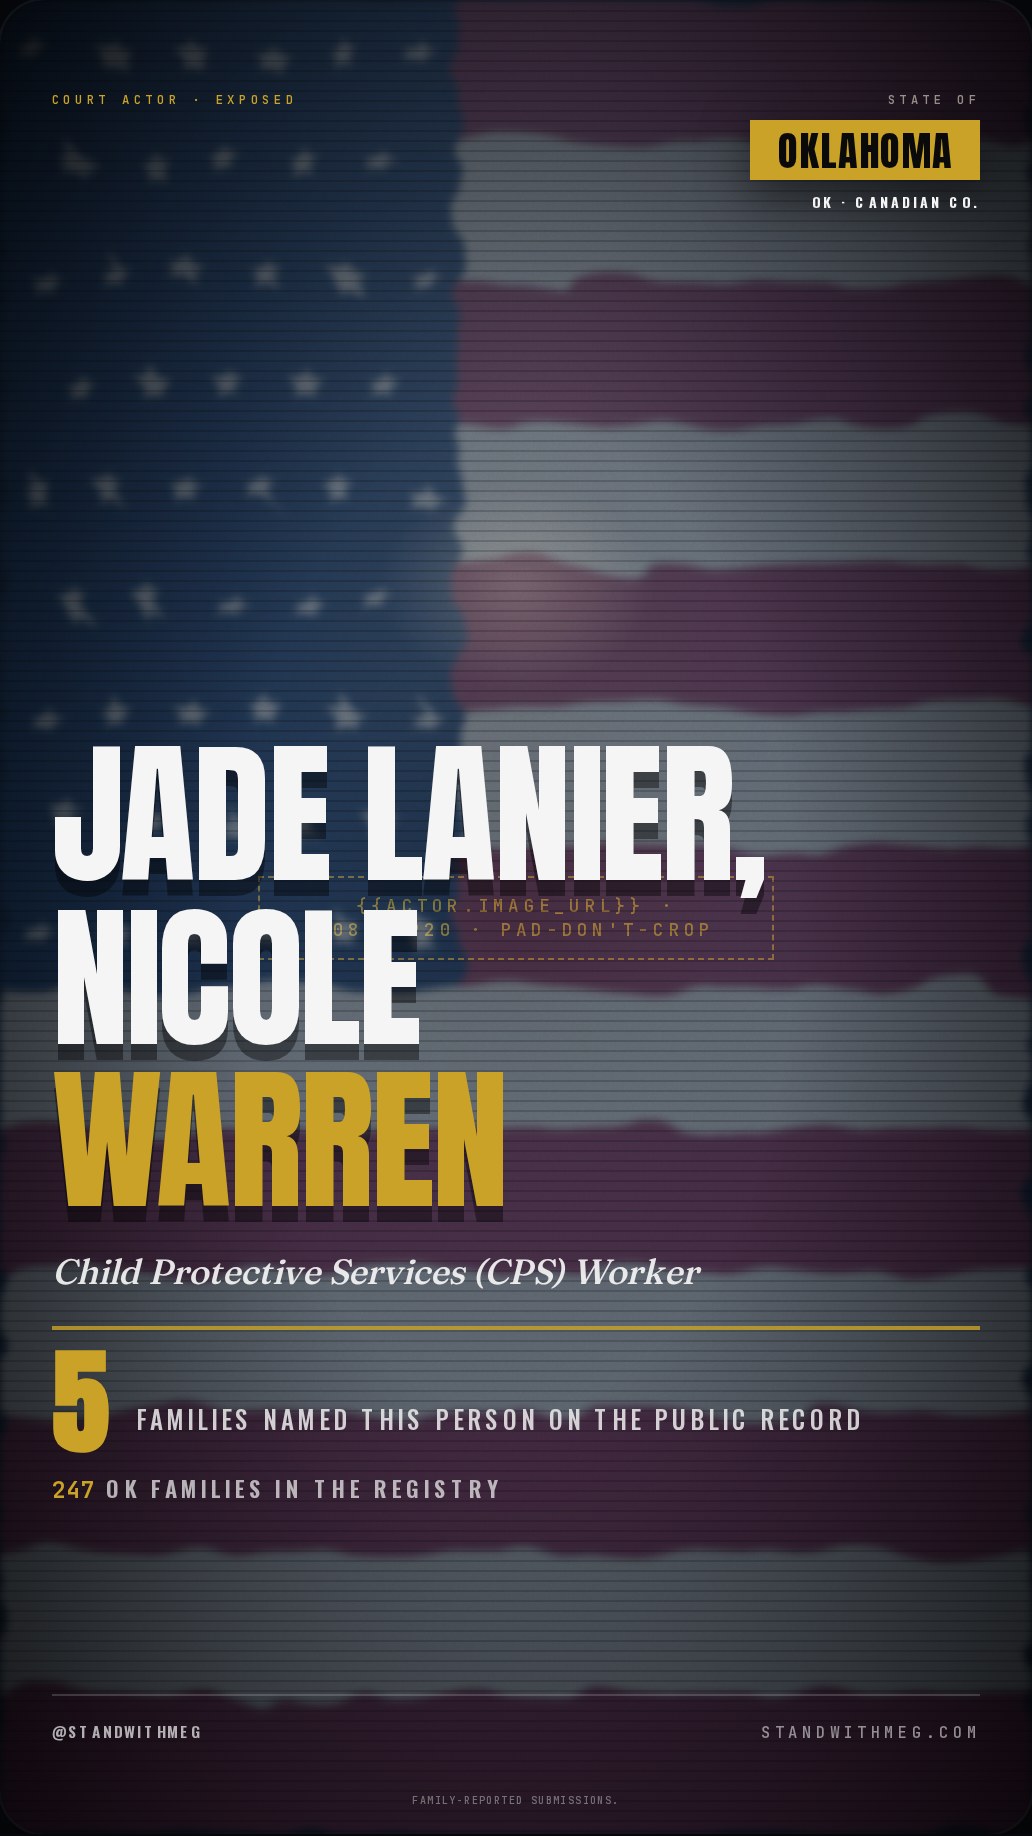 COURT ACTOR · EXPOSED
STATE OF
OKLAHOMA
OK · CANADIAN CO.
JADE LANIER,
{{ACTOR.IMAGE_URL}} ·
08 20 · PAD-DON'T-CROP
NICOLE
WARREN
Child Protective Services (CPS) Worker
5 FAMILIES NAMED THIS PERSON ON THE PUBLIC RECORD
247 OK FAMILIES IN THE REGISTRY
@STANDWITHMEG
STANDWITHMEG.COM
FAMILY-REPORTED SUBMISSIONS.